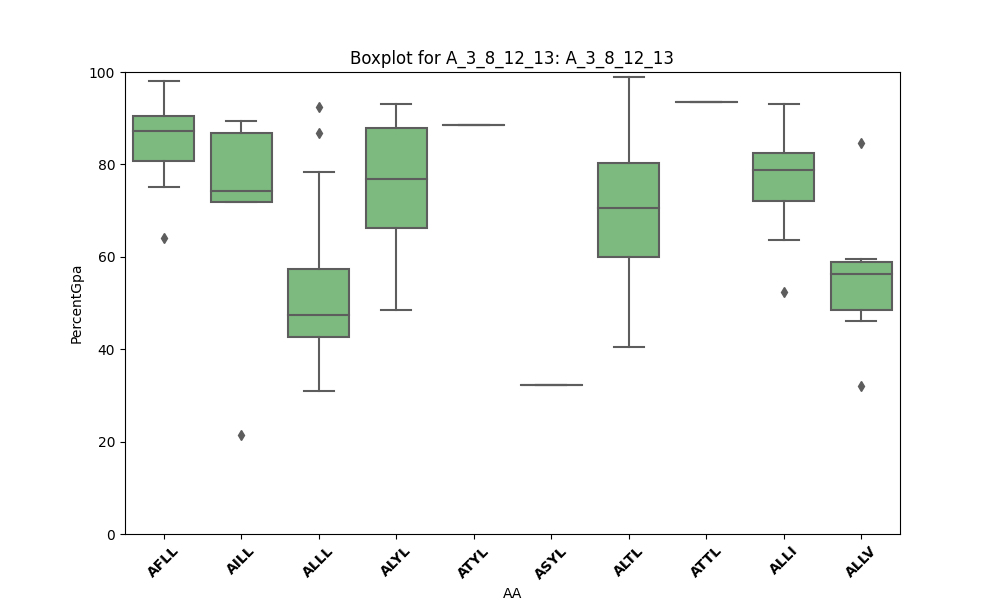 Boxplot for A_3_8_12_13: A_3_8_12_13
100
80
60
40
20
0
PercentGpa
AFLL AILL ALLL ALYL ATYL ASYL ALTL ATTL ALLI ALLV
AA